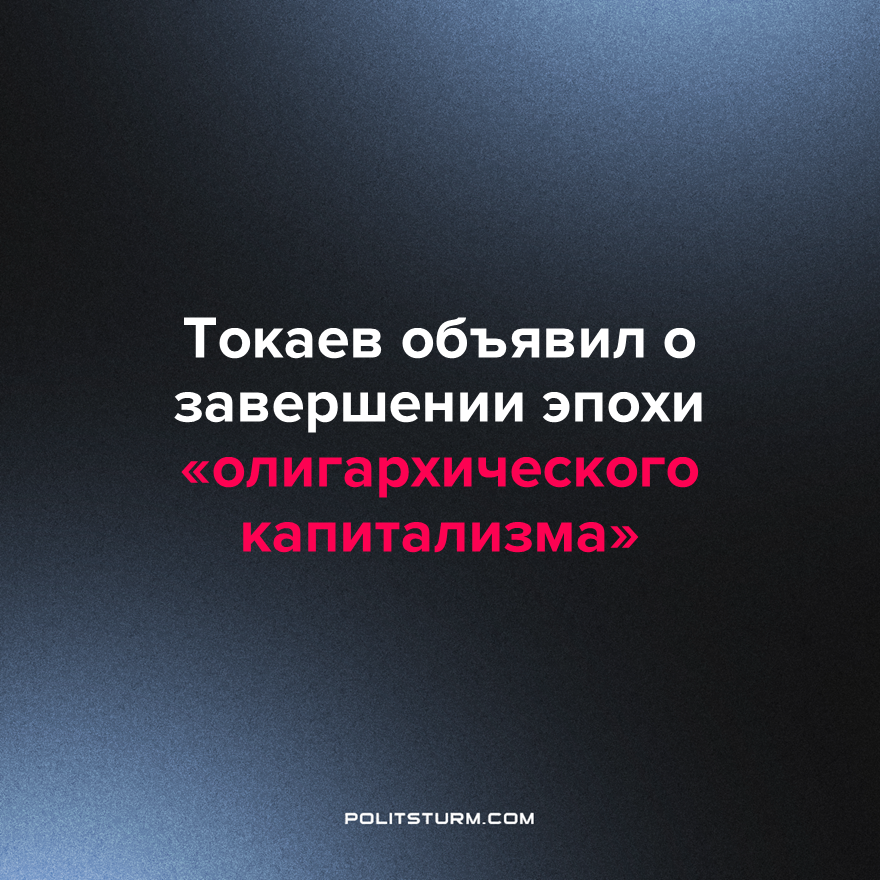 Токаев объявил о
завершении эпохи
«олигархического
капитализма»
POLITSTURM.COM